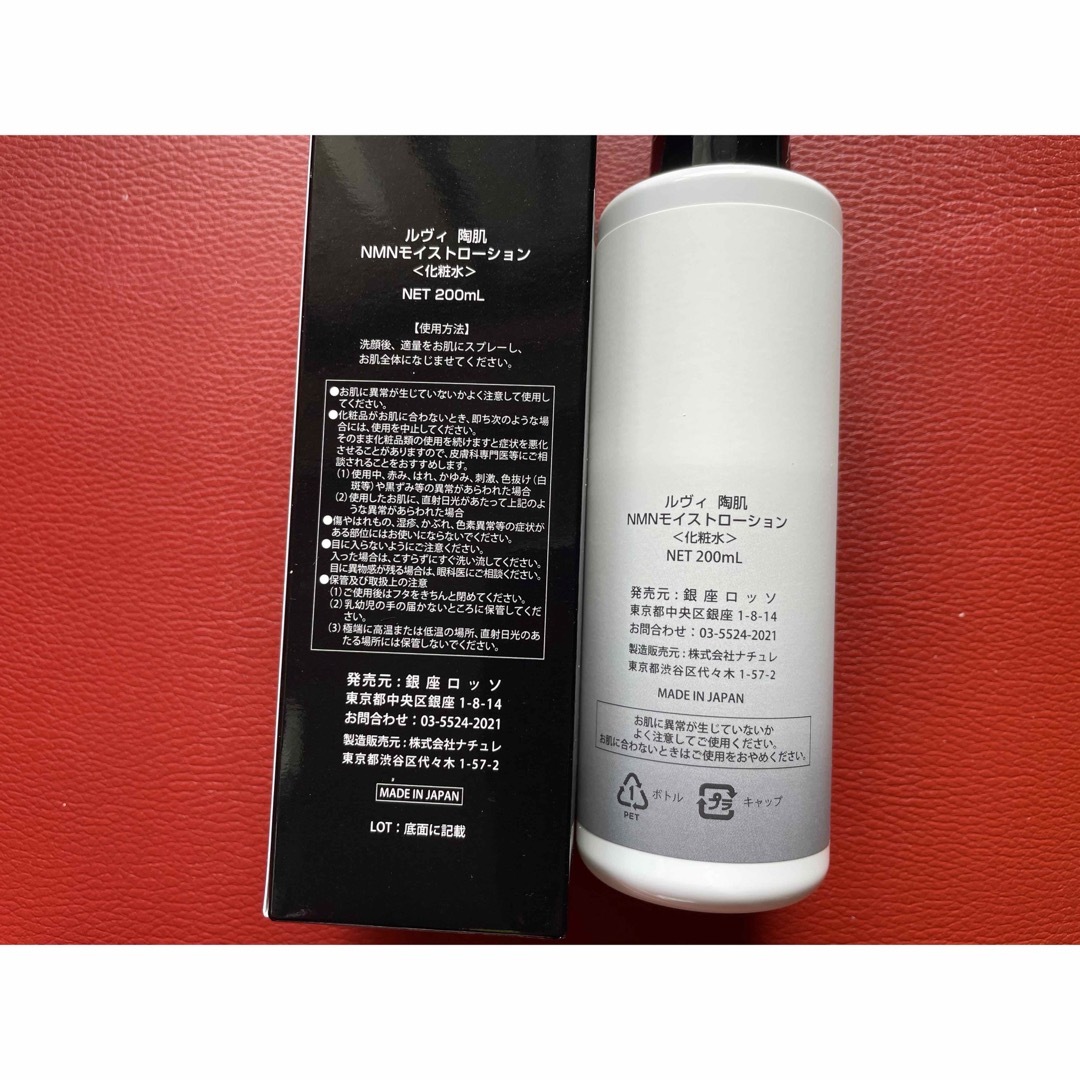 ルヴィ 陶肌
NMNモイストローション
＜化粧水＞
NET 200mL
【使用方法】
洗顔後、適量をお肌にスプレーし、
お肌全体になじませてください。
●お肌に異常が生じていないかよく注意して使用し
てください。
●化粧品がお肌に合わないとき、即ち次のような場
合には、使用を中止してください。
そのまま化粧品類の使用を続けますと症状を悪化
させることがありますので、皮膚科専門医等にご相
談されることをおすすめします。
(1)使用中、赤み、はれ、かゆみ、刺激、色抜け（白
斑等）や黒ずみ等の異常があらわれた場合
(2)使用したお肌に、直射日光があたって上記のよ
うな異常があらわれた場合
●傷やはれもの、湿疹、かぶれ、色素異常等の症状が
ある部位にはお使いにならないでください。
●目に入らないようにご注意ください。
入った場合は、こすらずにすぐ洗い流してください。
目に異物感が残る場合は、眼科医にご相談ください。
●保管及び取扱上の注意
(1)ご使用後はフタをきちんと閉めてください。
(2)乳幼児の手の届かないところに保管してくだ
さい。
(3)極端に高温または低温の場所、直射日光のあ
たる場所には保管しないでください。
発売元：銀座ロッソ
東京都中央区銀座 1-8-14
お問合わせ：03-5524-2021
製造販売元：株式会社ナチュレ
東京都渋谷区代々木 1-57-2
MADE IN JAPAN
LOT：底面に記載
ルヴィ 陶肌
NMNモイストローション
＜化粧水＞
NET 200mL
発売元：銀座ロッソ
東京都中央区銀座 1-8-14
お問合わせ：03-5524-2021
製造販売元：株式会社ナチュレ
東京都渋谷区代々木 1-57-2
MADE IN JAPAN
お肌に異常が生じていないか
よく注意してご使用ください。
お肌に合わないときはご使用をおやめください。
1 ボトル プラ キャップ
PET